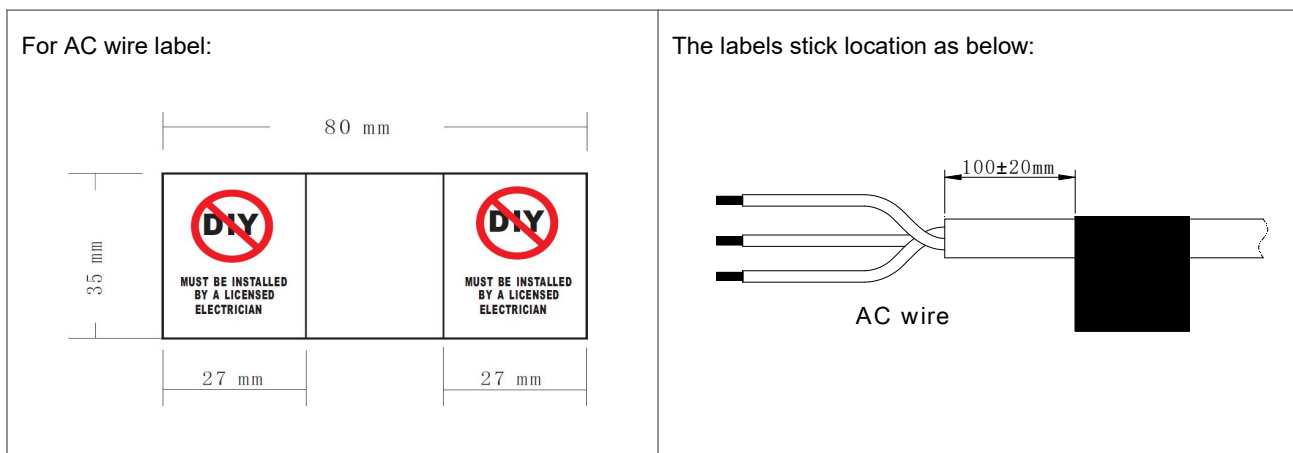 For AC wire label:
80 mm
35 mm
DIY
MUST BE INSTALLED
BY A LICENSED
ELECTRICIAN
DIY
MUST BE INSTALLED
BY A LICENSED
ELECTRICIAN
27 mm
27 mm
The labels stick location as below:
100±20mm
AC wire